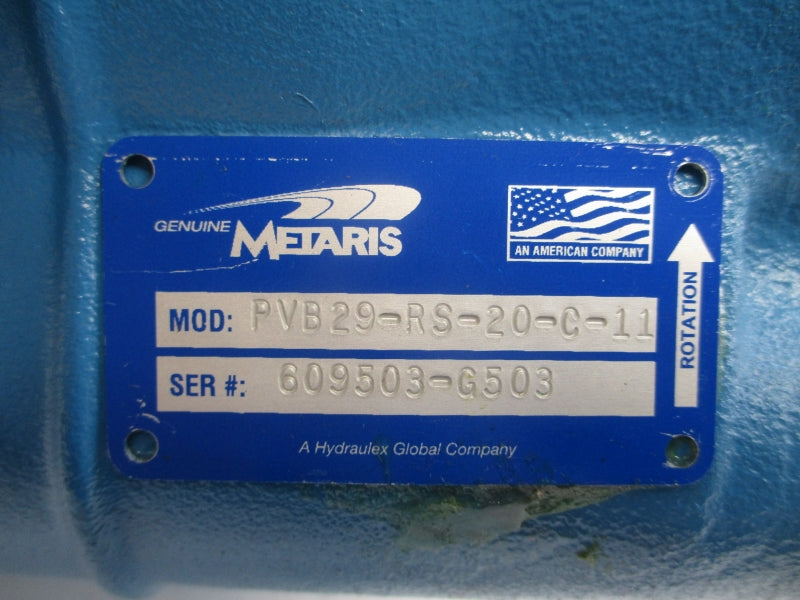 GENUINE METARIS
AN AMERICAN COMPANY
MOD: PVB29-RS-20-C-11
SER #: 609503-G503
ROTATION
A Hydraulex Global Company